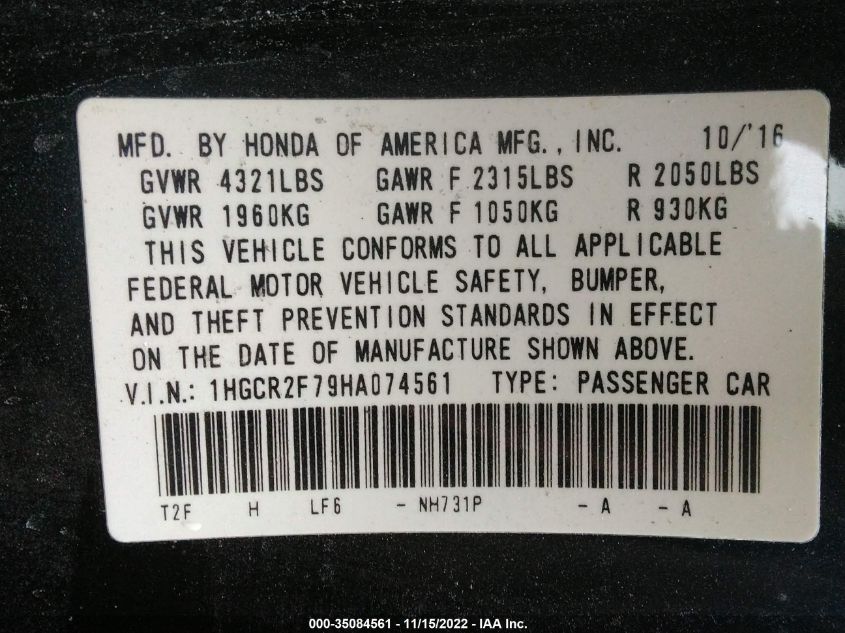 MFD. BY HONDA OF AMERICA MFG., INC. 10/'16
GVWR 4321LBS GAWR F 2315LBS R 2050LBS
GVWR 1960KG GAWR F 1050KG R 930KG
THIS VEHICLE CONFORMS TO ALL APPLICABLE
FEDERAL MOTOR VEHICLE SAFETY, BUMPER,
AND THEFT PREVENTION STANDARDS IN EFFECT
ON THE DATE OF MANUFACTURE SHOWN ABOVE.
V.I.N.: 1HGCR2F79HA074561 TYPE: PASSENGER CAR
T2F H LF6 - NH731P - A - A
000-35084561 - 11/15/2022 - IAA Inc.